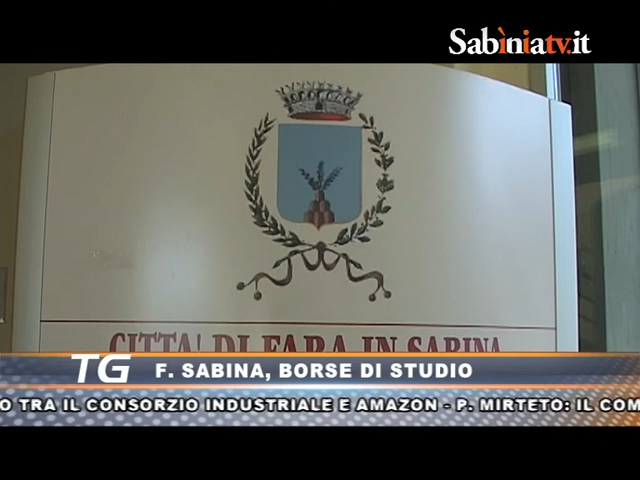 Sabìniatv.it
CITTA' DI FARA IN SABINA
TG F. SABINA, BORSE DI STUDIO
O TRA IL CONSORZIO INDUSTRIALE E AMAZON - P. MIRTETO: IL COM